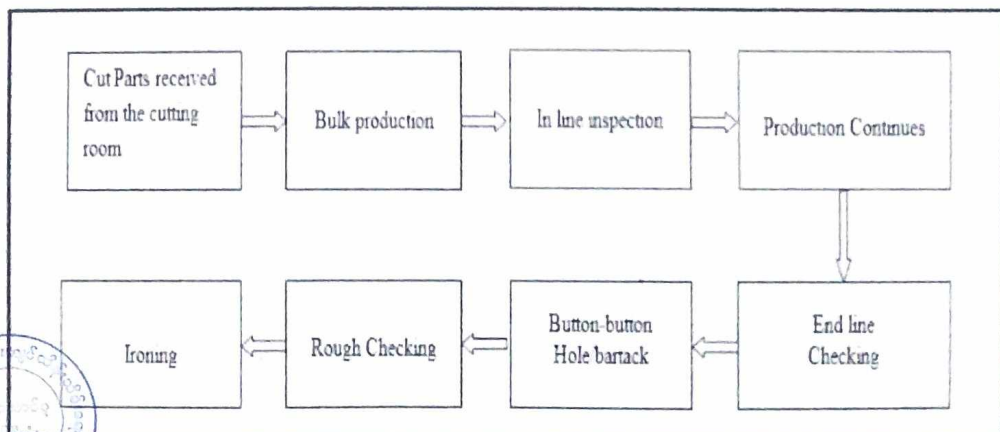 Cut Parts received
from the cutting
room
Bulk production
In line inspection
Production Continues
End line
Checking
Button-button
Hole bartack
Rough Checking
Ironing